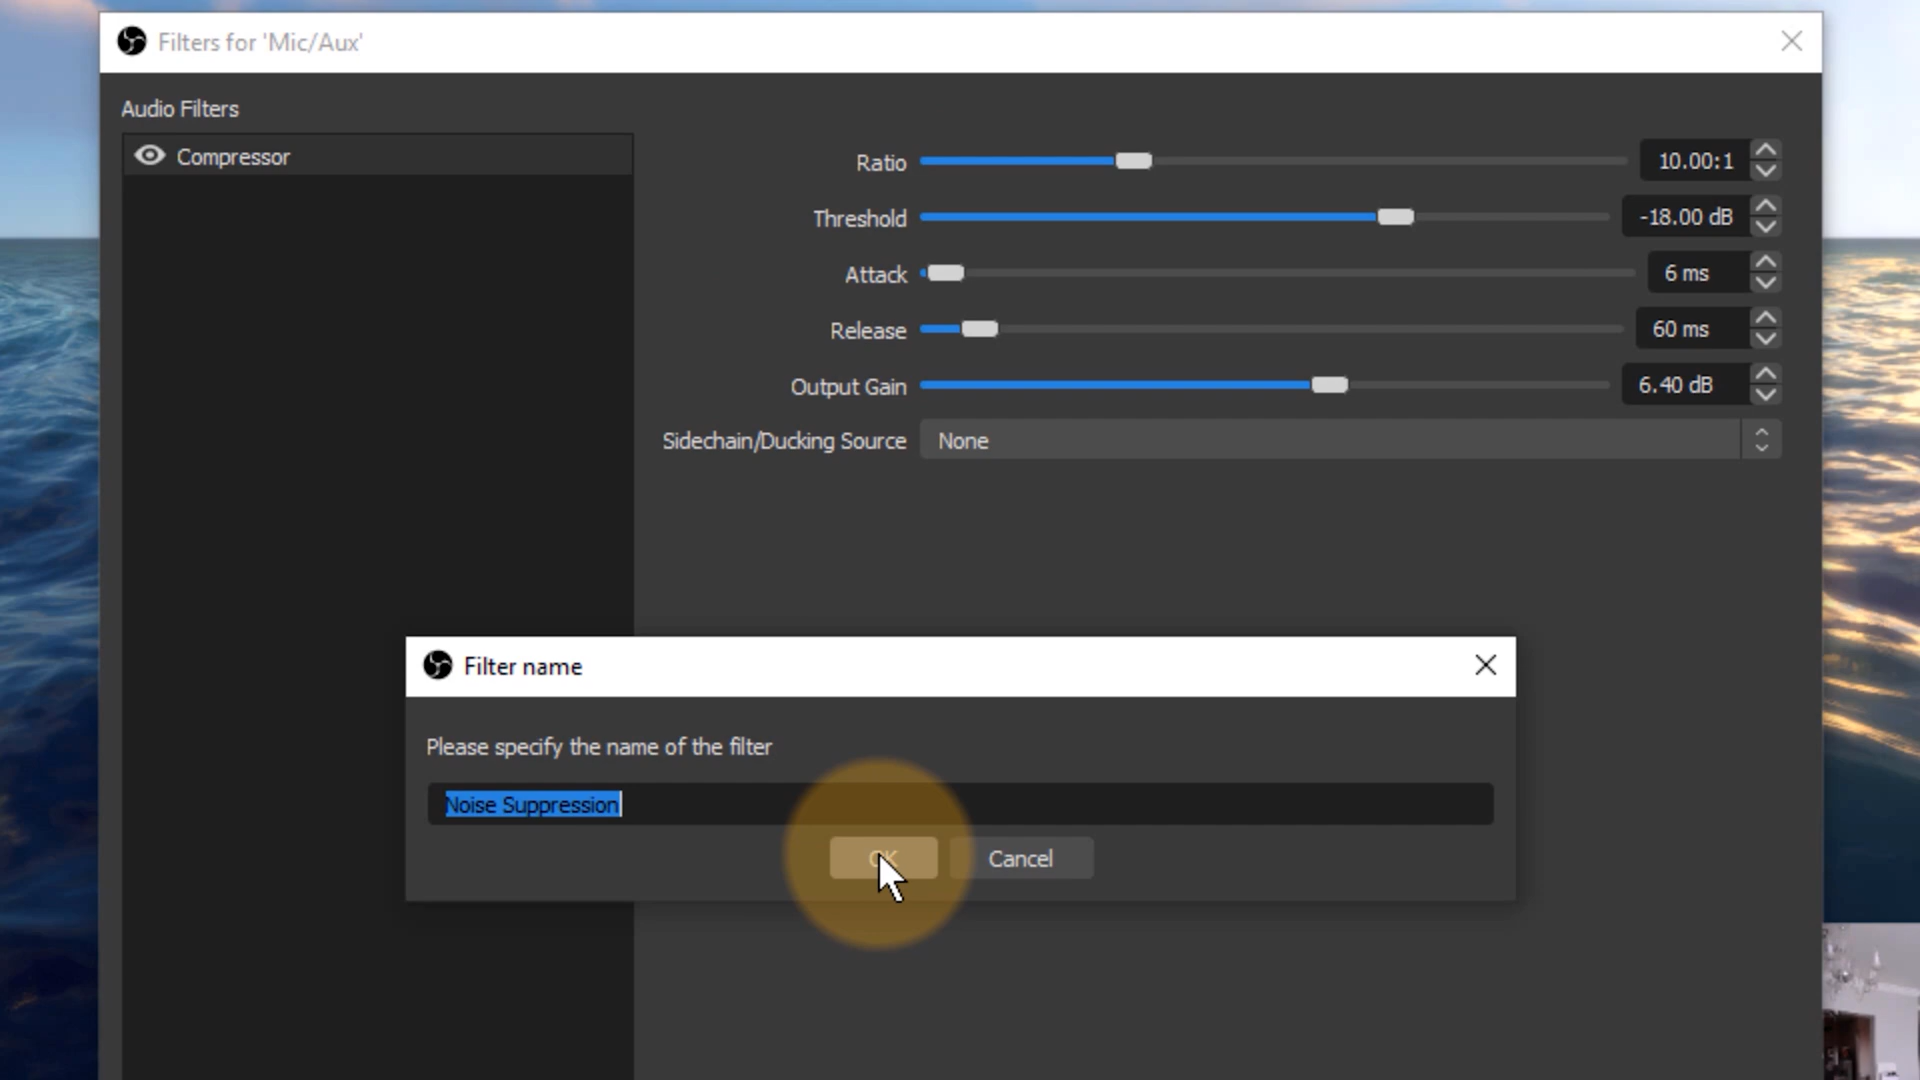 Filters for 'Mic/Aux'
Audio Filters
Compressor
Ratio 10.00:1
Threshold -18.00 dB
Attack 6 ms
Release 60 ms
Output Gain 6.40 dB
Sidechain/Ducking Source None
Filter name
Please specify the name of the filter
Noise Suppression
OK Cancel